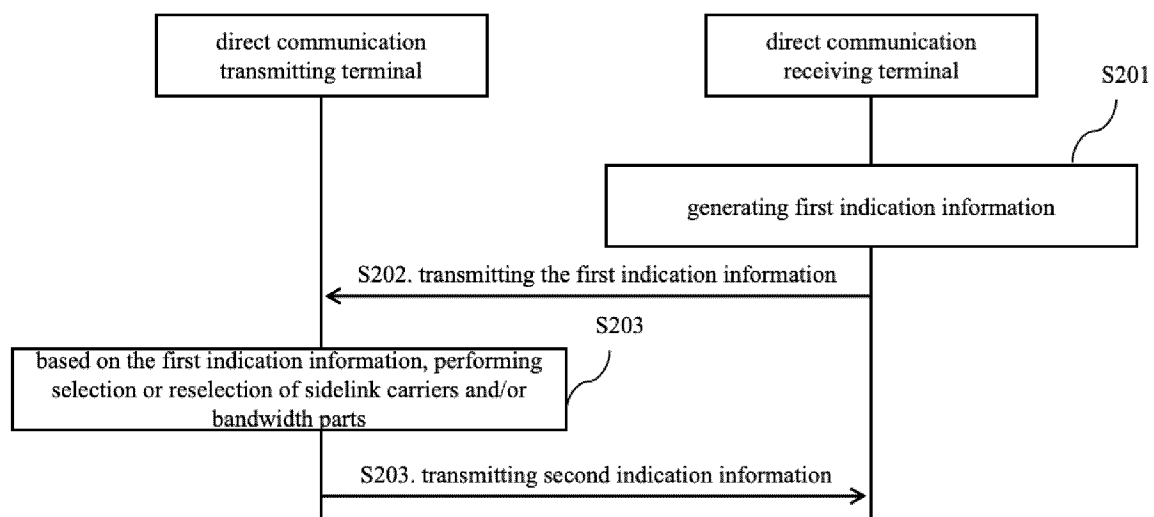 direct communication
transmitting terminal
direct communication
receiving terminal
S201
generating first indication information
S202. transmitting the first indication information
S203
based on the first indication information, performing
selection or reselection of sidelink carriers and/or
bandwidth parts
S203. transmitting second indication information